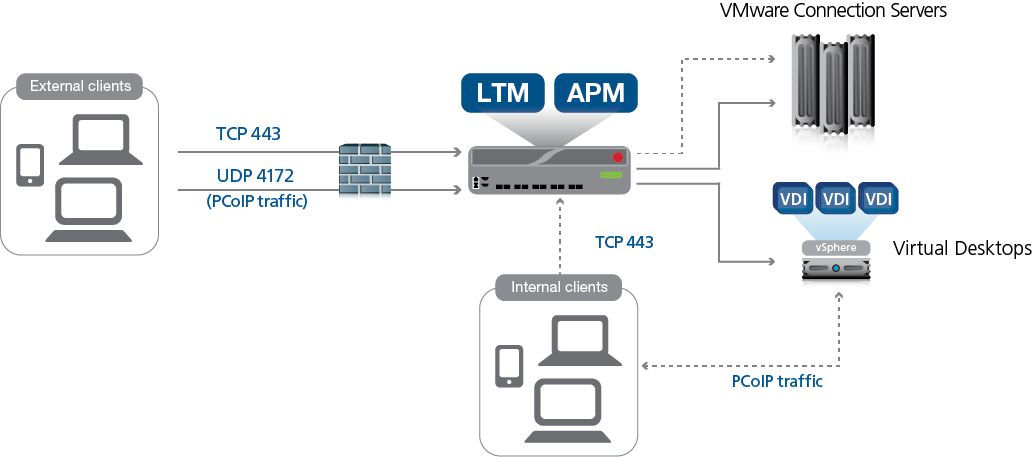 VMware Connection Servers
External clients
LTM
APM
TCP 443
UDP 4172
(PCoIP traffic)
VDI
VDI
VDI
vSphere
Virtual Desktops
TCP 443
Internal clients
PCoIP traffic